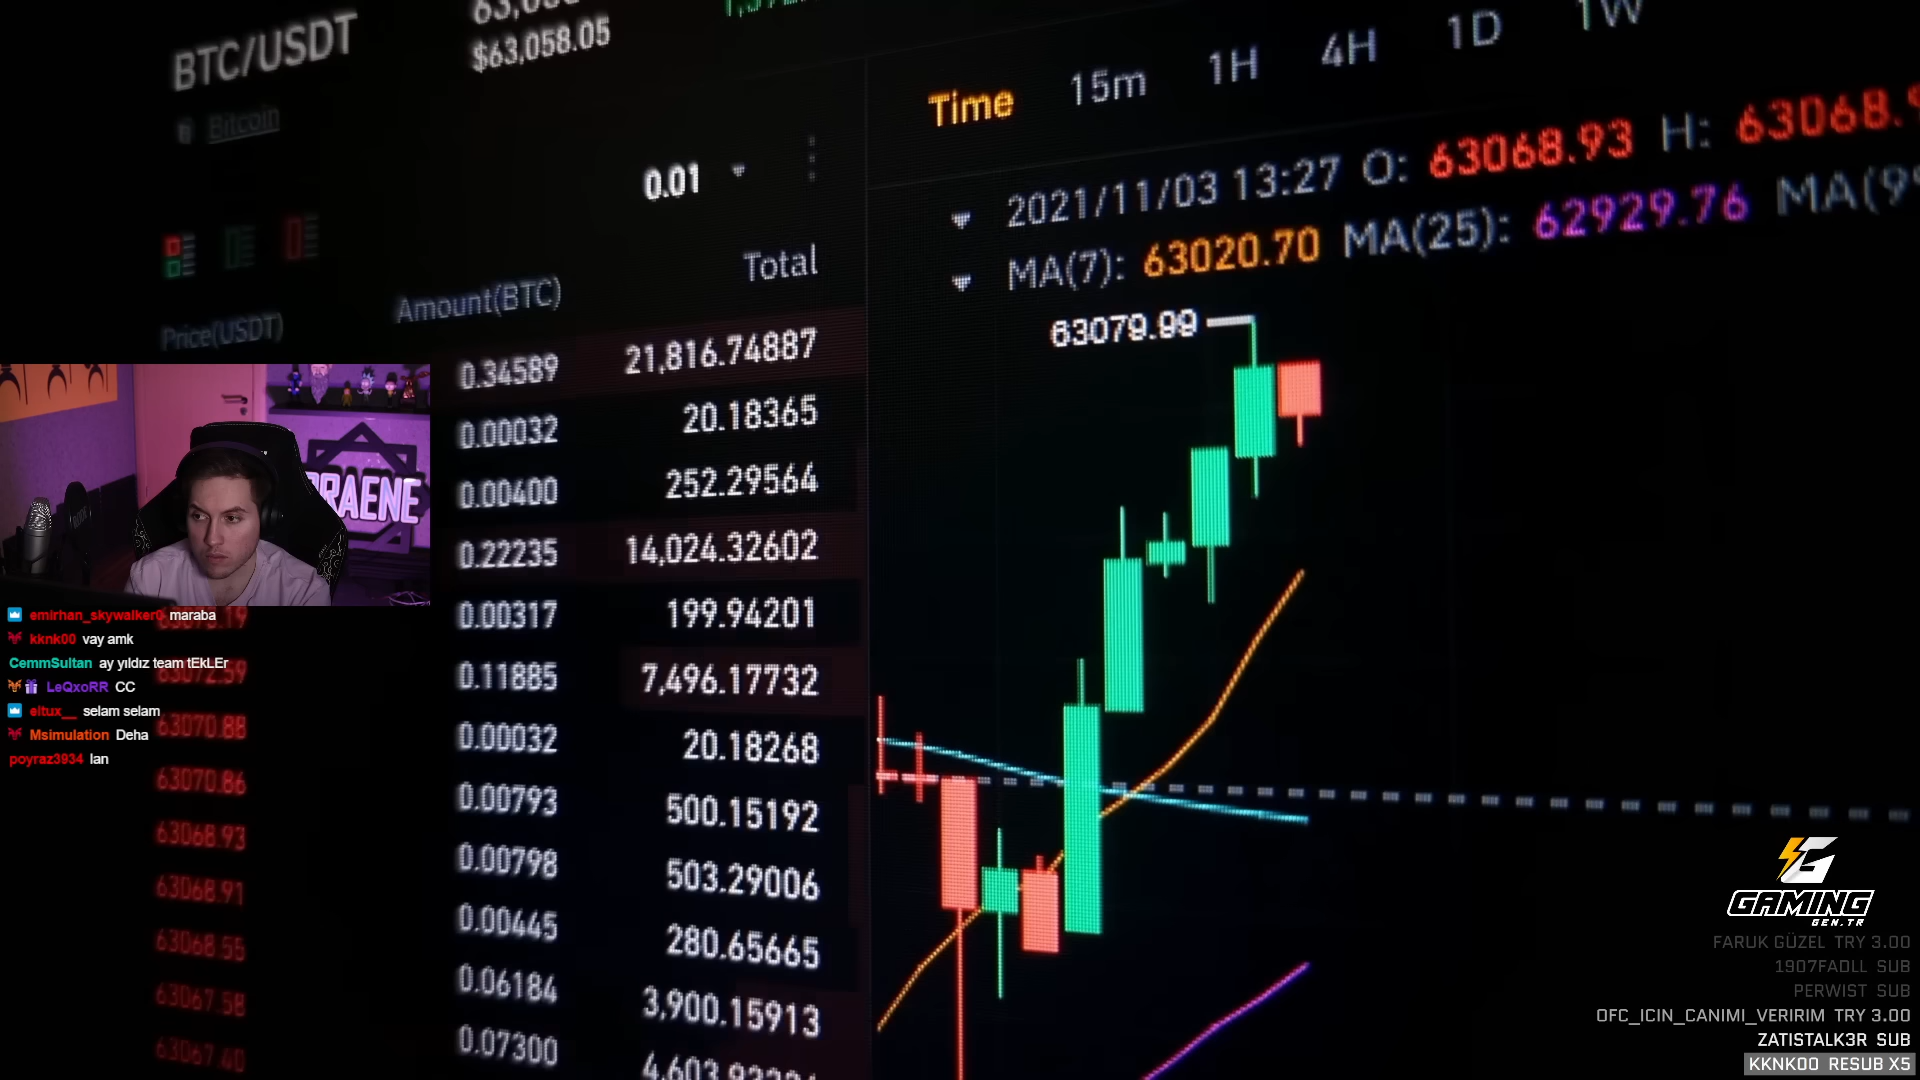 BTC/USDT
$63,058.05
Bitcoin
0.01
Time 15m 1H 4H 1D 1W
2021/11/03 13:27 O: 63068.93 H:
MA(7): 63020.70 MA(25): 62929.76
63079.99
Price(USDT) Amount(BTC) Total
0.34589 21,816.74887
0.00032 20.18365
0.00400 252.29564
0.22235 14,024.32602
0.00317 199.94201
63072.59 0.11885 7,496.17732
63070.88 0.00032 20.18268
63070.86 0.00793 500.15192
63068.93 0.00798 503.29006
63068.91 0.00445 280.65665
63068.55 0.06184 3,900.15913
63067.58 0.07300
63067.40
DRAENE
emirhan_skywalker0 maraba
kknk00 vay amk
CemmSultan ay yıldız team tEkLEr
LeQxoRR CC
eltux__ selam selam
Msimulation Deha
poyraz3934 lan
GAMING
GEN.TR
FARUK GÜZEL TRY 3.00
1907FADLL SUB
PERWIST SUB
OFC_ICIN_CANIMI_VERIRIM TRY 3.00
ZATISTALK3R SUB
KKNK00 RESUB X5